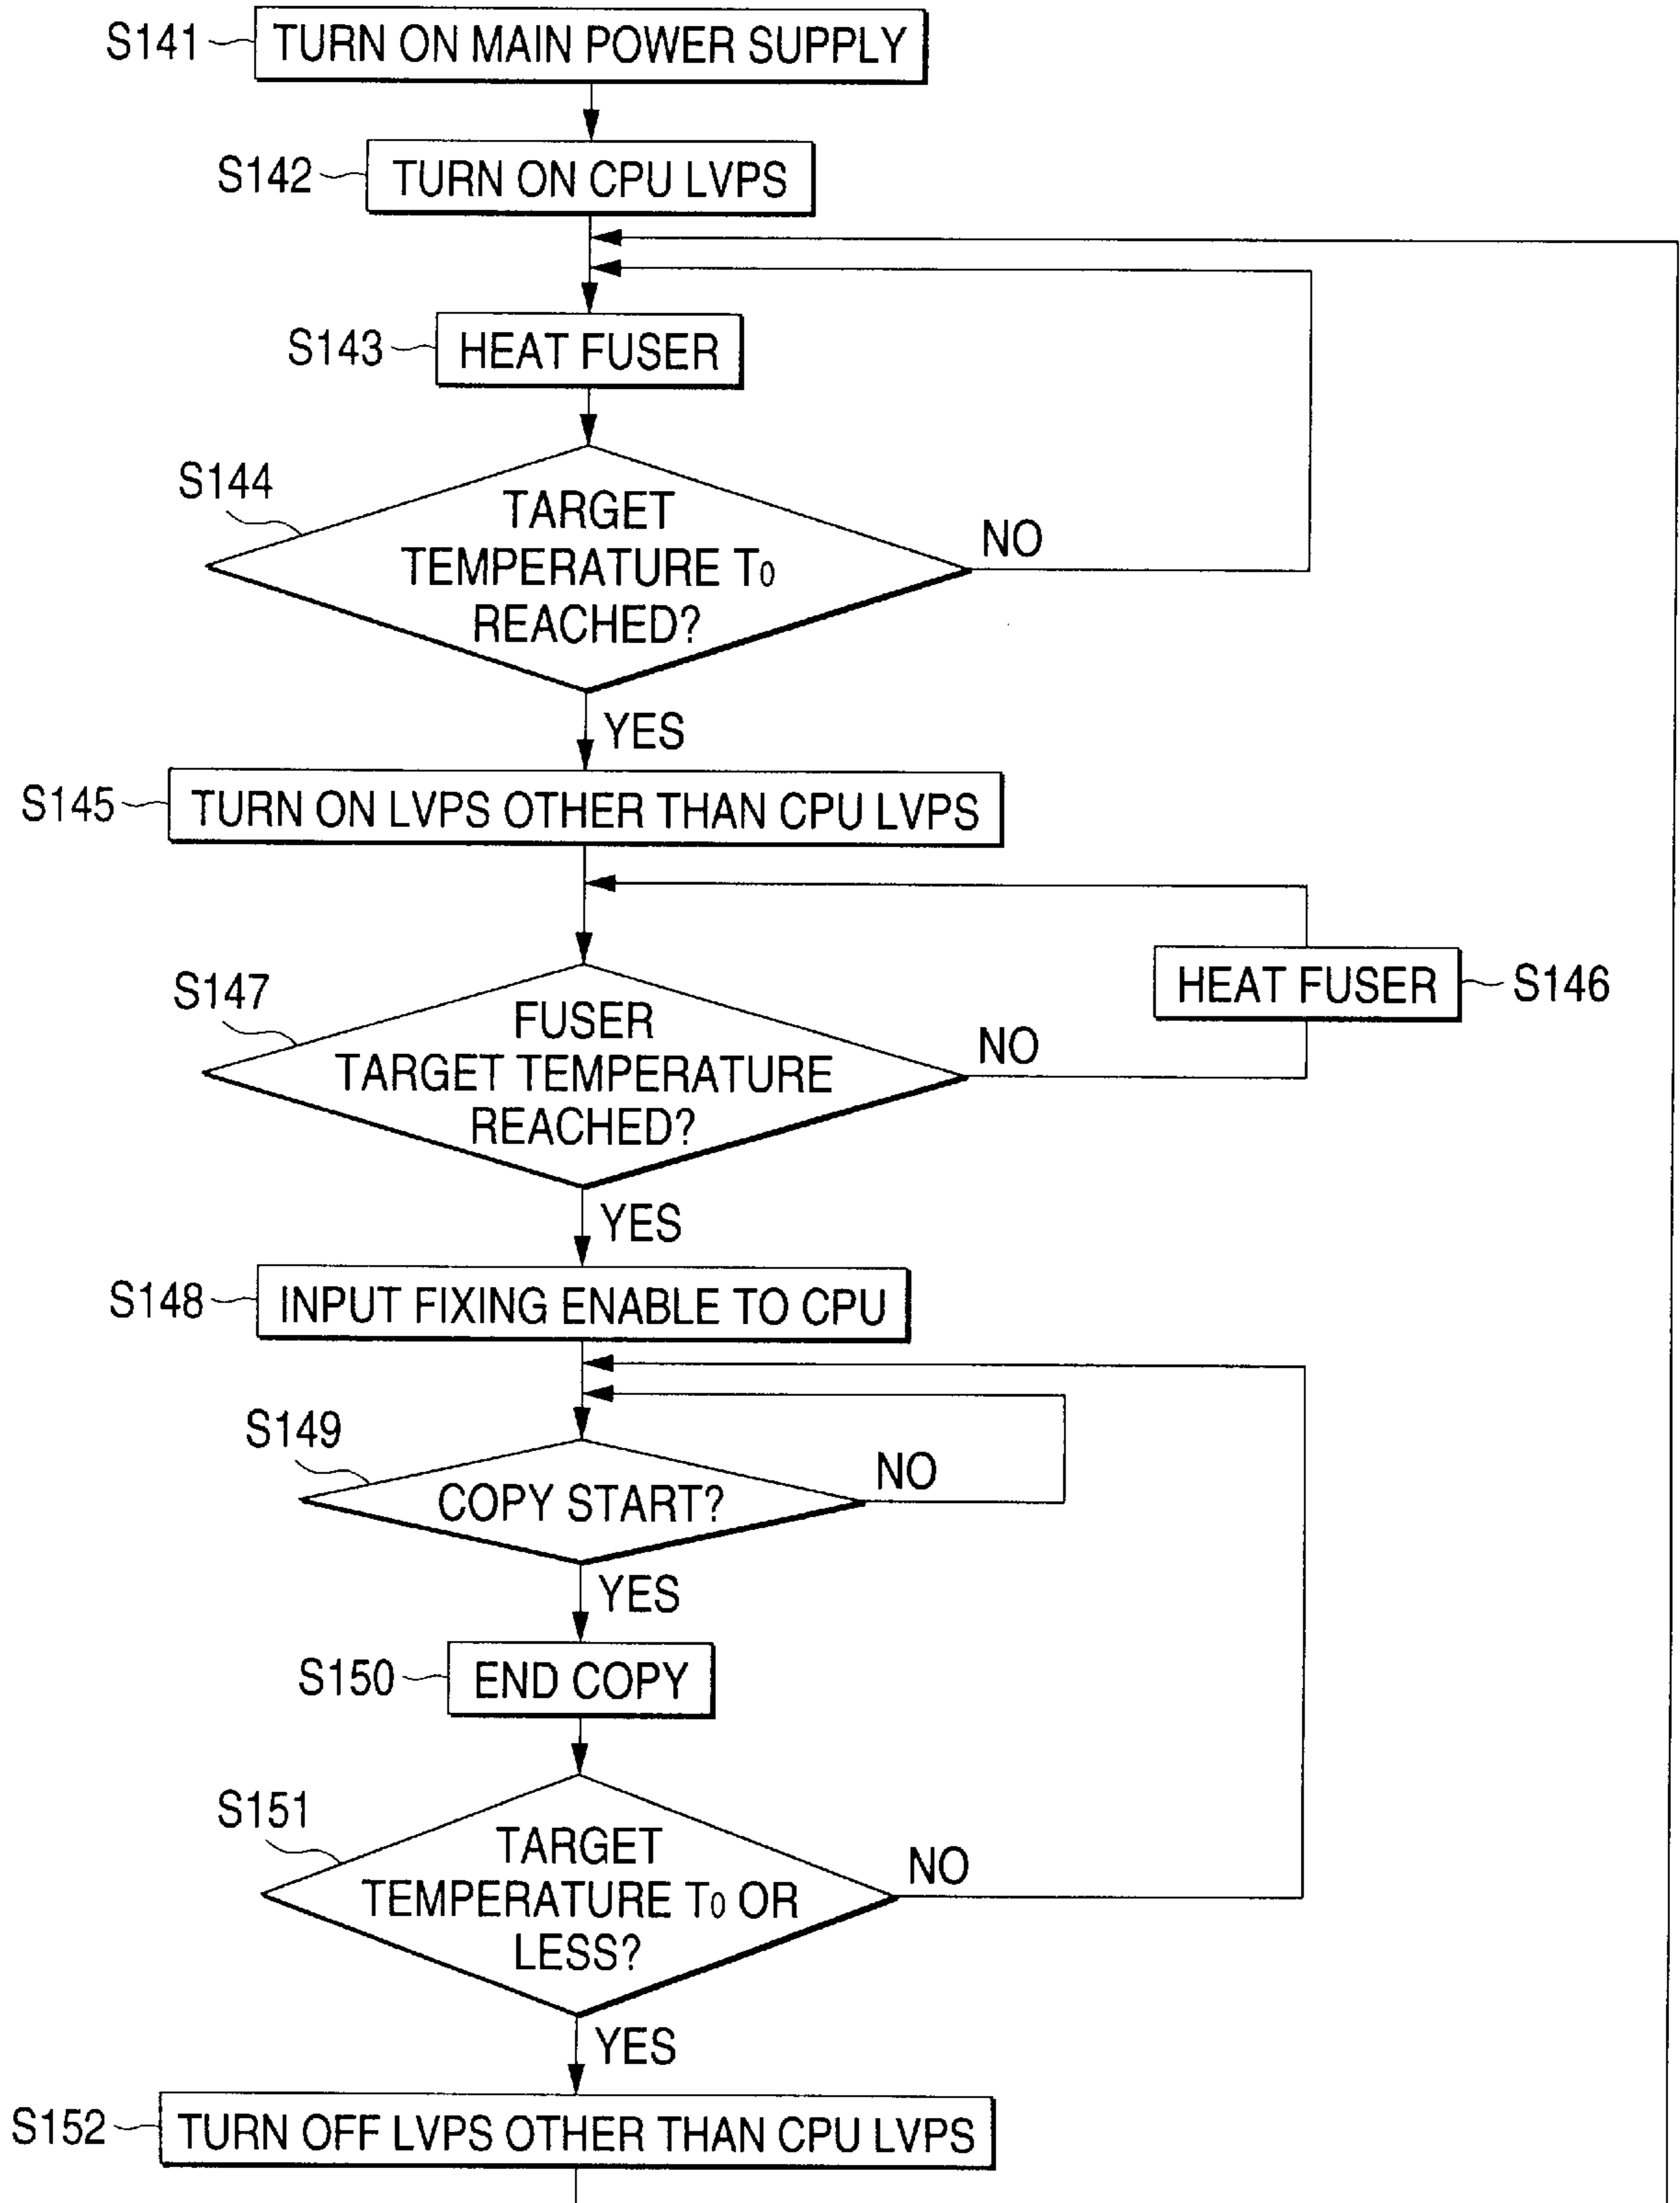 S141
TURN ON MAIN POWER SUPPLY
S142
TURN ON CPU LVPS
S143
HEAT FUSER
S144
TARGET
TEMPERATURE T0
REACHED?
NO
YES
S145
TURN ON LVPS OTHER THAN CPU LVPS
HEAT FUSER
S146
S147
FUSER
TARGET TEMPERATURE
REACHED?
NO
YES
S148
INPUT FIXING ENABLE TO CPU
S149
COPY START?
NO
YES
S150
END COPY
S151
TARGET
TEMPERATURE T0 OR
LESS?
NO
YES
S152
TURN OFF LVPS OTHER THAN CPU LVPS